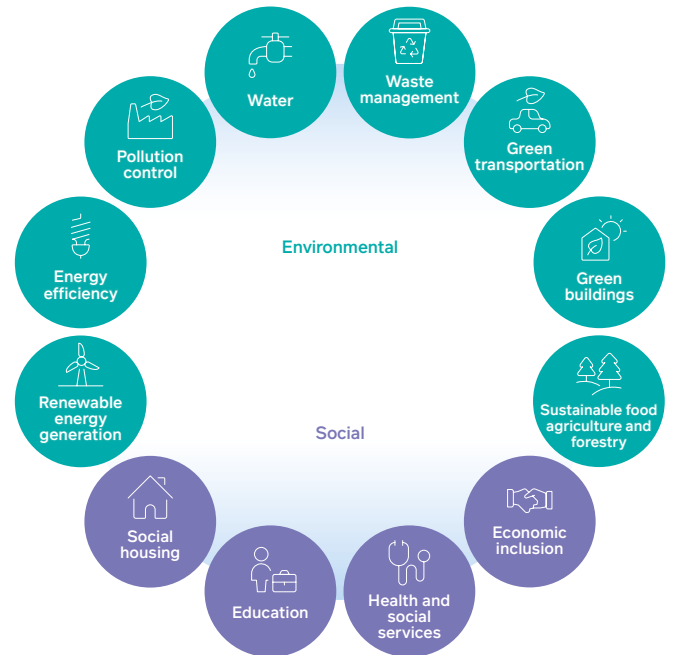 Water
Waste
management
Pollution
control
Green
transportation
Environmental
Energy
efficiency
Green
buildings
Renewable
energy
generation
Sustainable food
agriculture and
forestry
Social
Social
housing
Economic
inclusion
Education
Health and
social
services